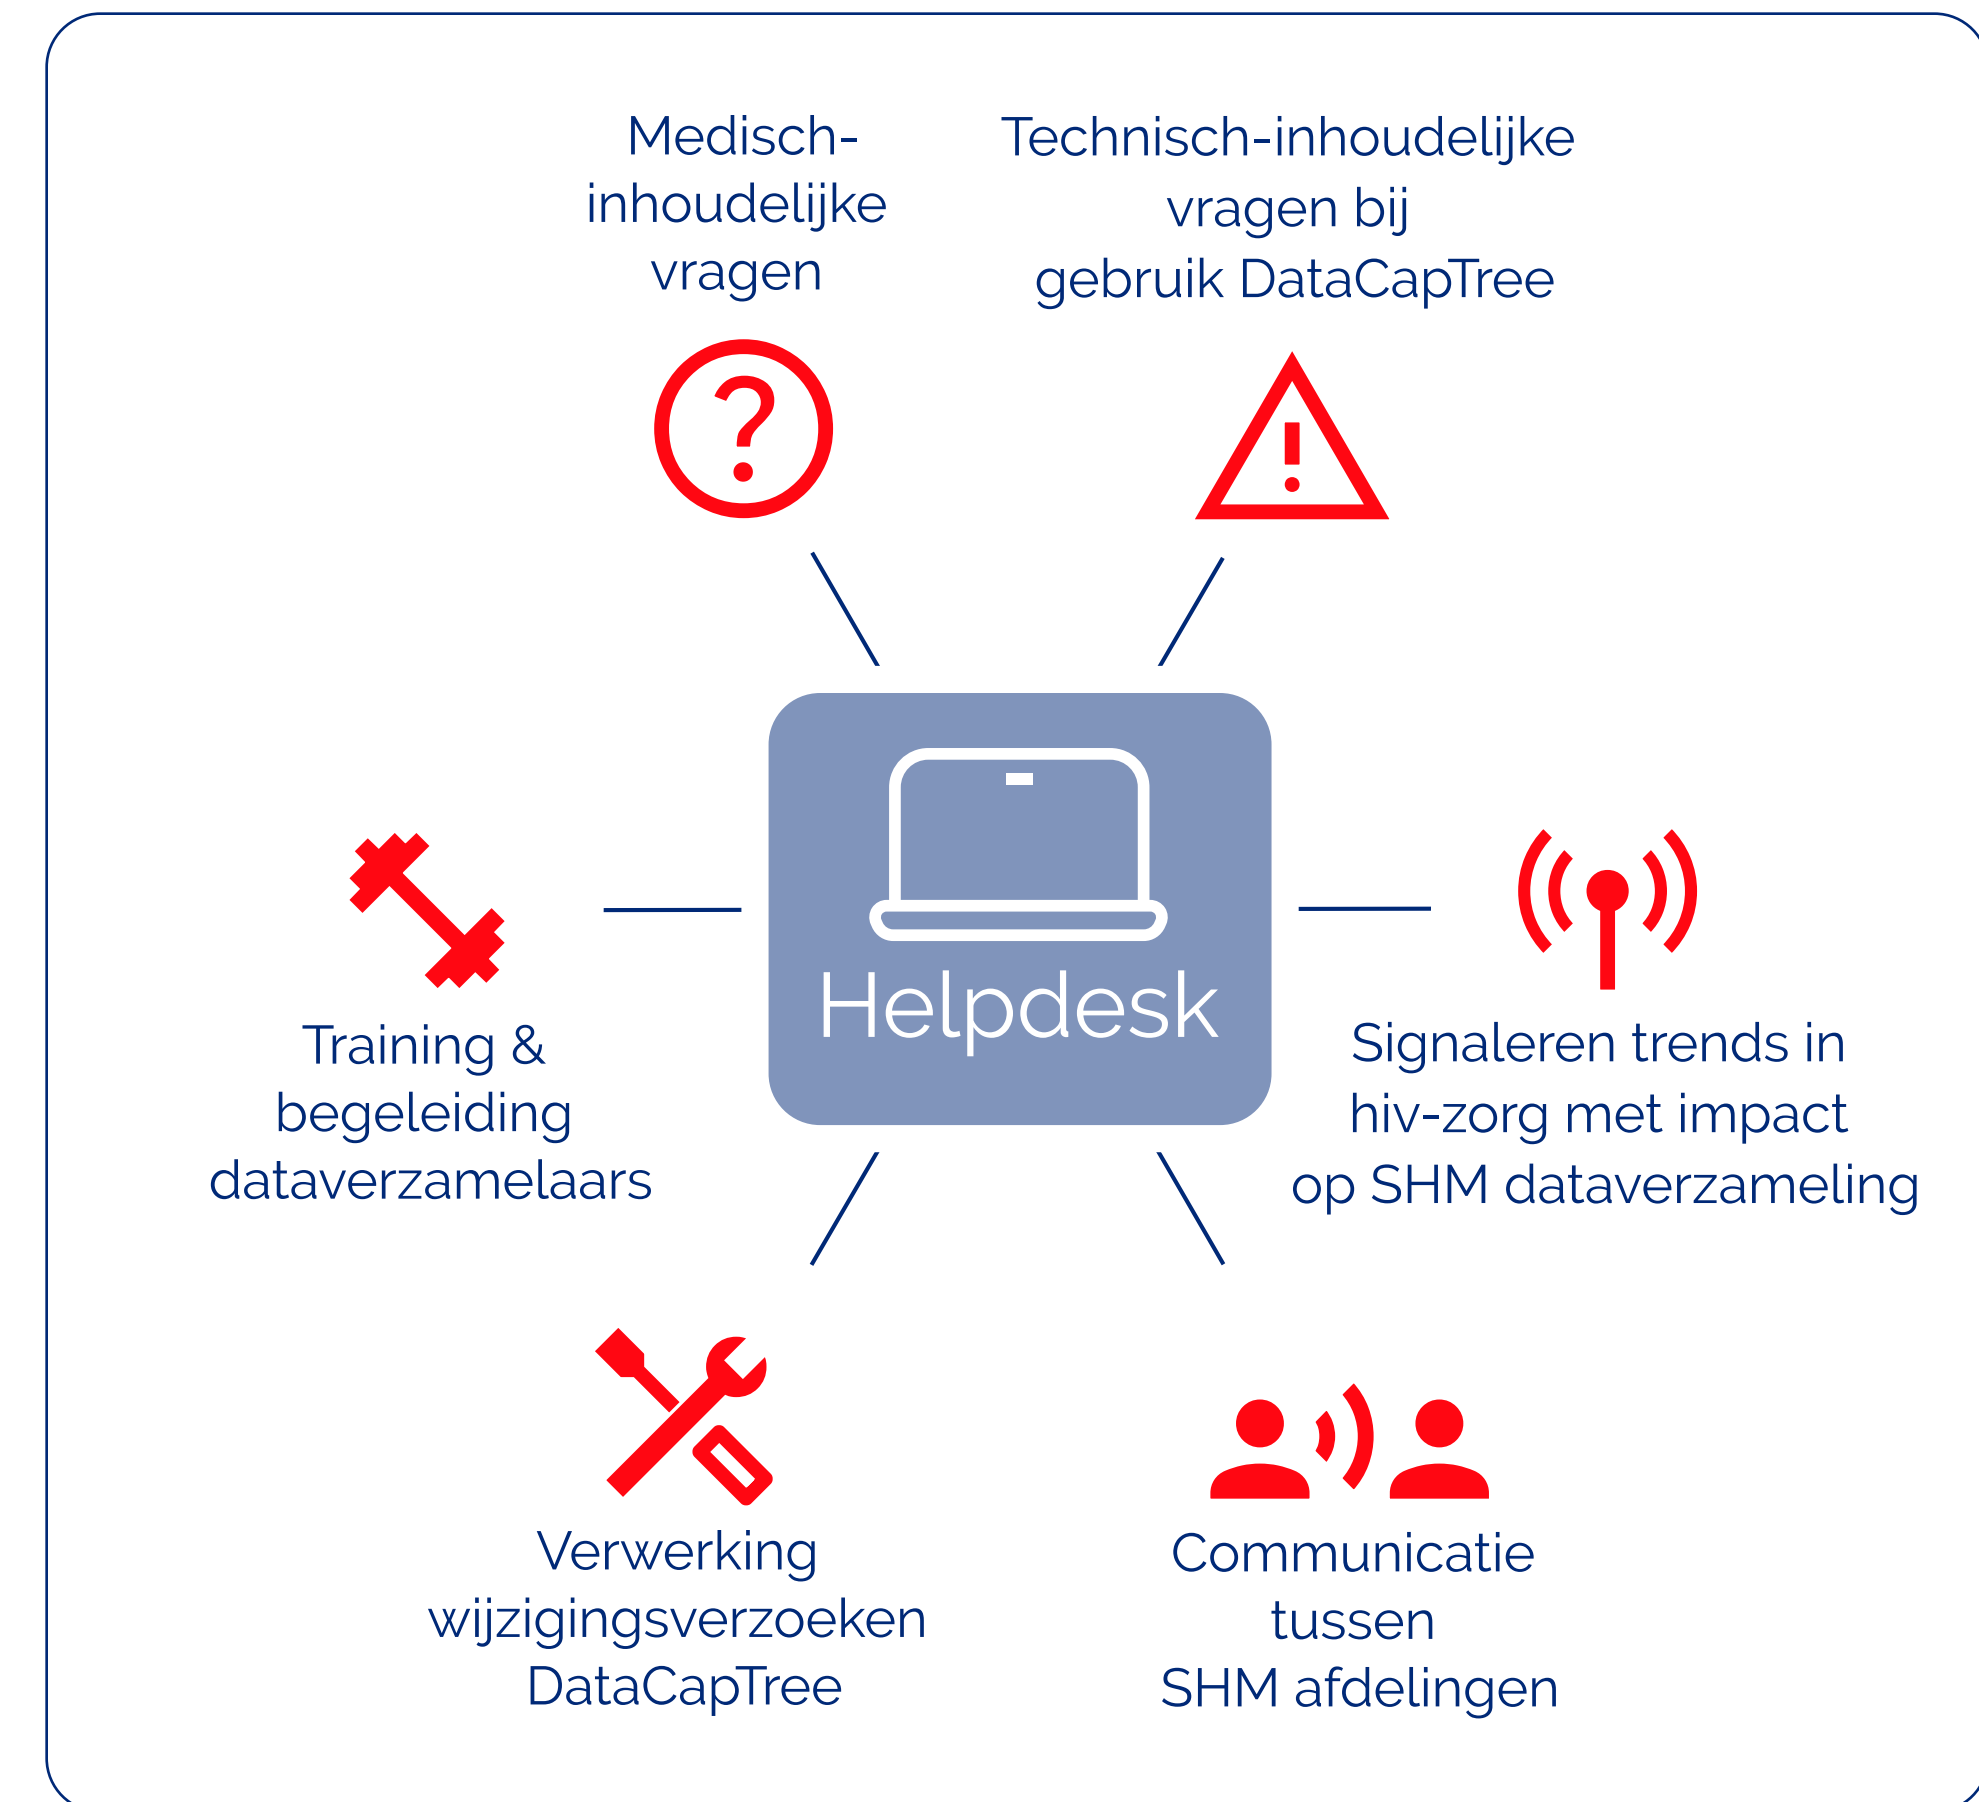 Medisch-
inhoudelijke
vragen
Technisch-inhoudelijke
vragen bij
gebruik DataCapTree
Helpdesk
Training &
begeleiding
dataverzamelaars
Signaleren trends in
hiv-zorg met impact
op SHM dataverzameling
Verwerking
wijzigingsverzoeken
DataCapTree
Communicatie
tussen
SHM afdelingen